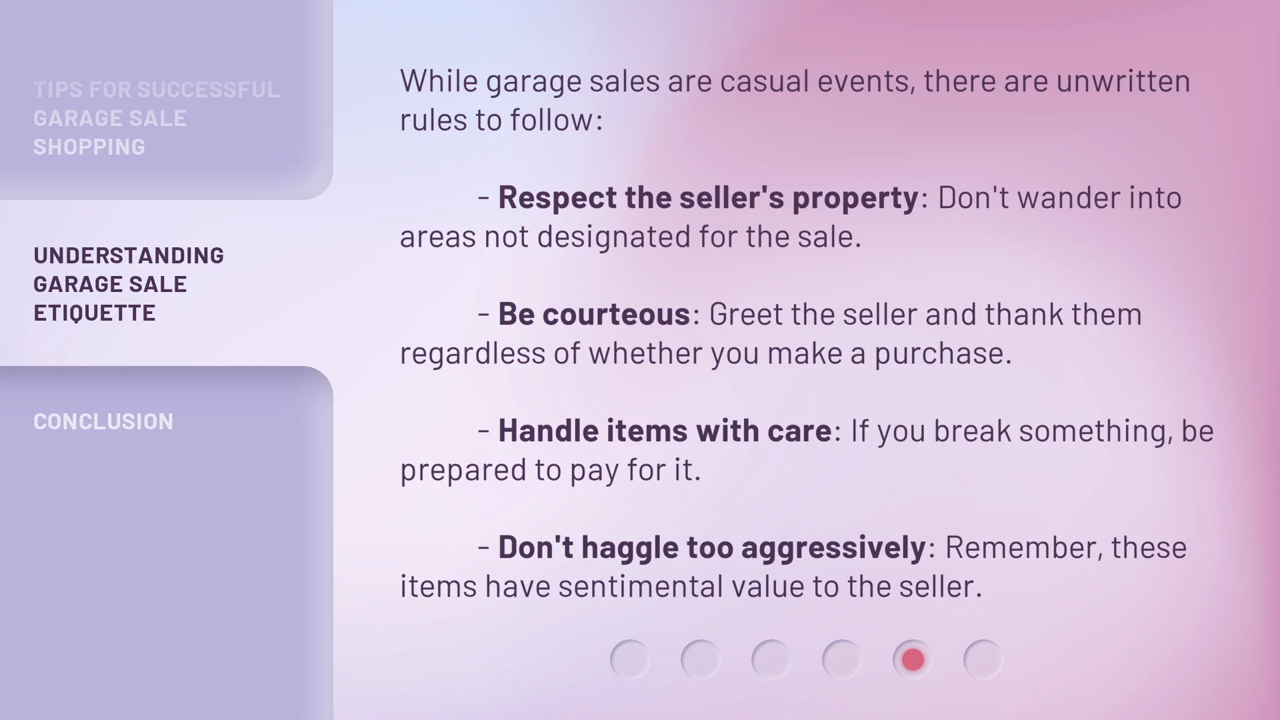 TIPS FOR SUCCESSFUL
GARAGE SALE
SHOPPING
UNDERSTANDING
GARAGE SALE
ETIQUETTE
CONCLUSION
While garage sales are casual events, there are unwritten
rules to follow:
- Respect the seller's property: Don't wander into
areas not designated for the sale.
- Be courteous: Greet the seller and thank them
regardless of whether you make a purchase.
- Handle items with care: If you break something, be
prepared to pay for it.
- Don't haggle too aggressively: Remember, these
items have sentimental value to the seller.